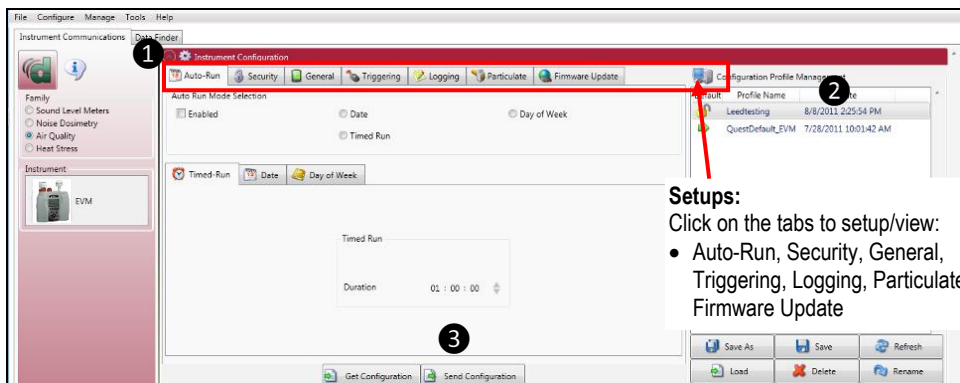 File Configure Manage Tools Help
Instrument Communications Data Finder
1
Instrument Configuration
Auto-Run Security General Triggering Logging Particulate Firmware Update
Configuration Profile Management
2
Family
Sound Level Meters
Noise Dosimetry
Air Quality
Heat Stress
Auto Run Mode Selection
Enabled Date Day of Week
Timed Run
Default Profile Name
Leedtesting 8/8/2011 2:25:54 PM
QuestDefault_EVM 7/28/2011 10:01:42 AM
Instrument
EVM
Timed-Run Date Day of Week
Timed Run
Duration 01 : 00 : 00
Setups:
Click on the tabs to setup/view:
• Auto-Run, Security, General,
Triggering, Logging, Particulate
Firmware Update
3
Get Configuration Send Configuration
Save As Save Refresh
Load Delete Rename